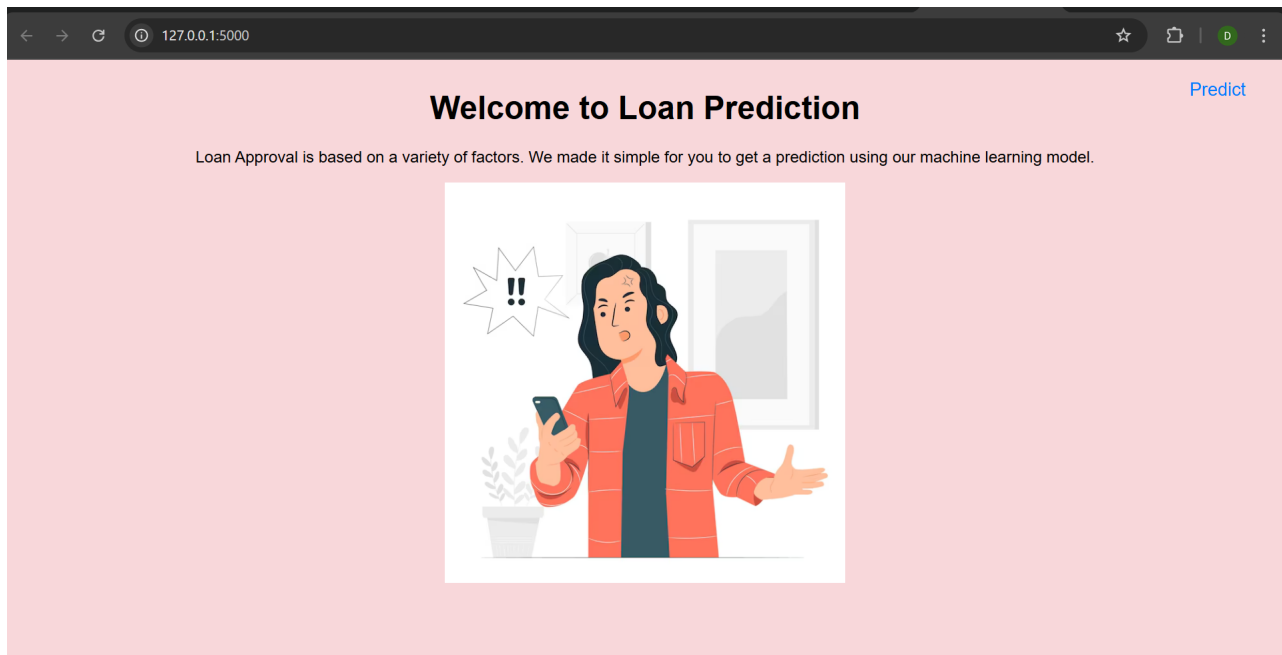 127.0.0.1:5000
Predict
Welcome to Loan Prediction
Loan Approval is based on a variety of factors. We made it simple for you to get a prediction using our machine learning model.
!!
D